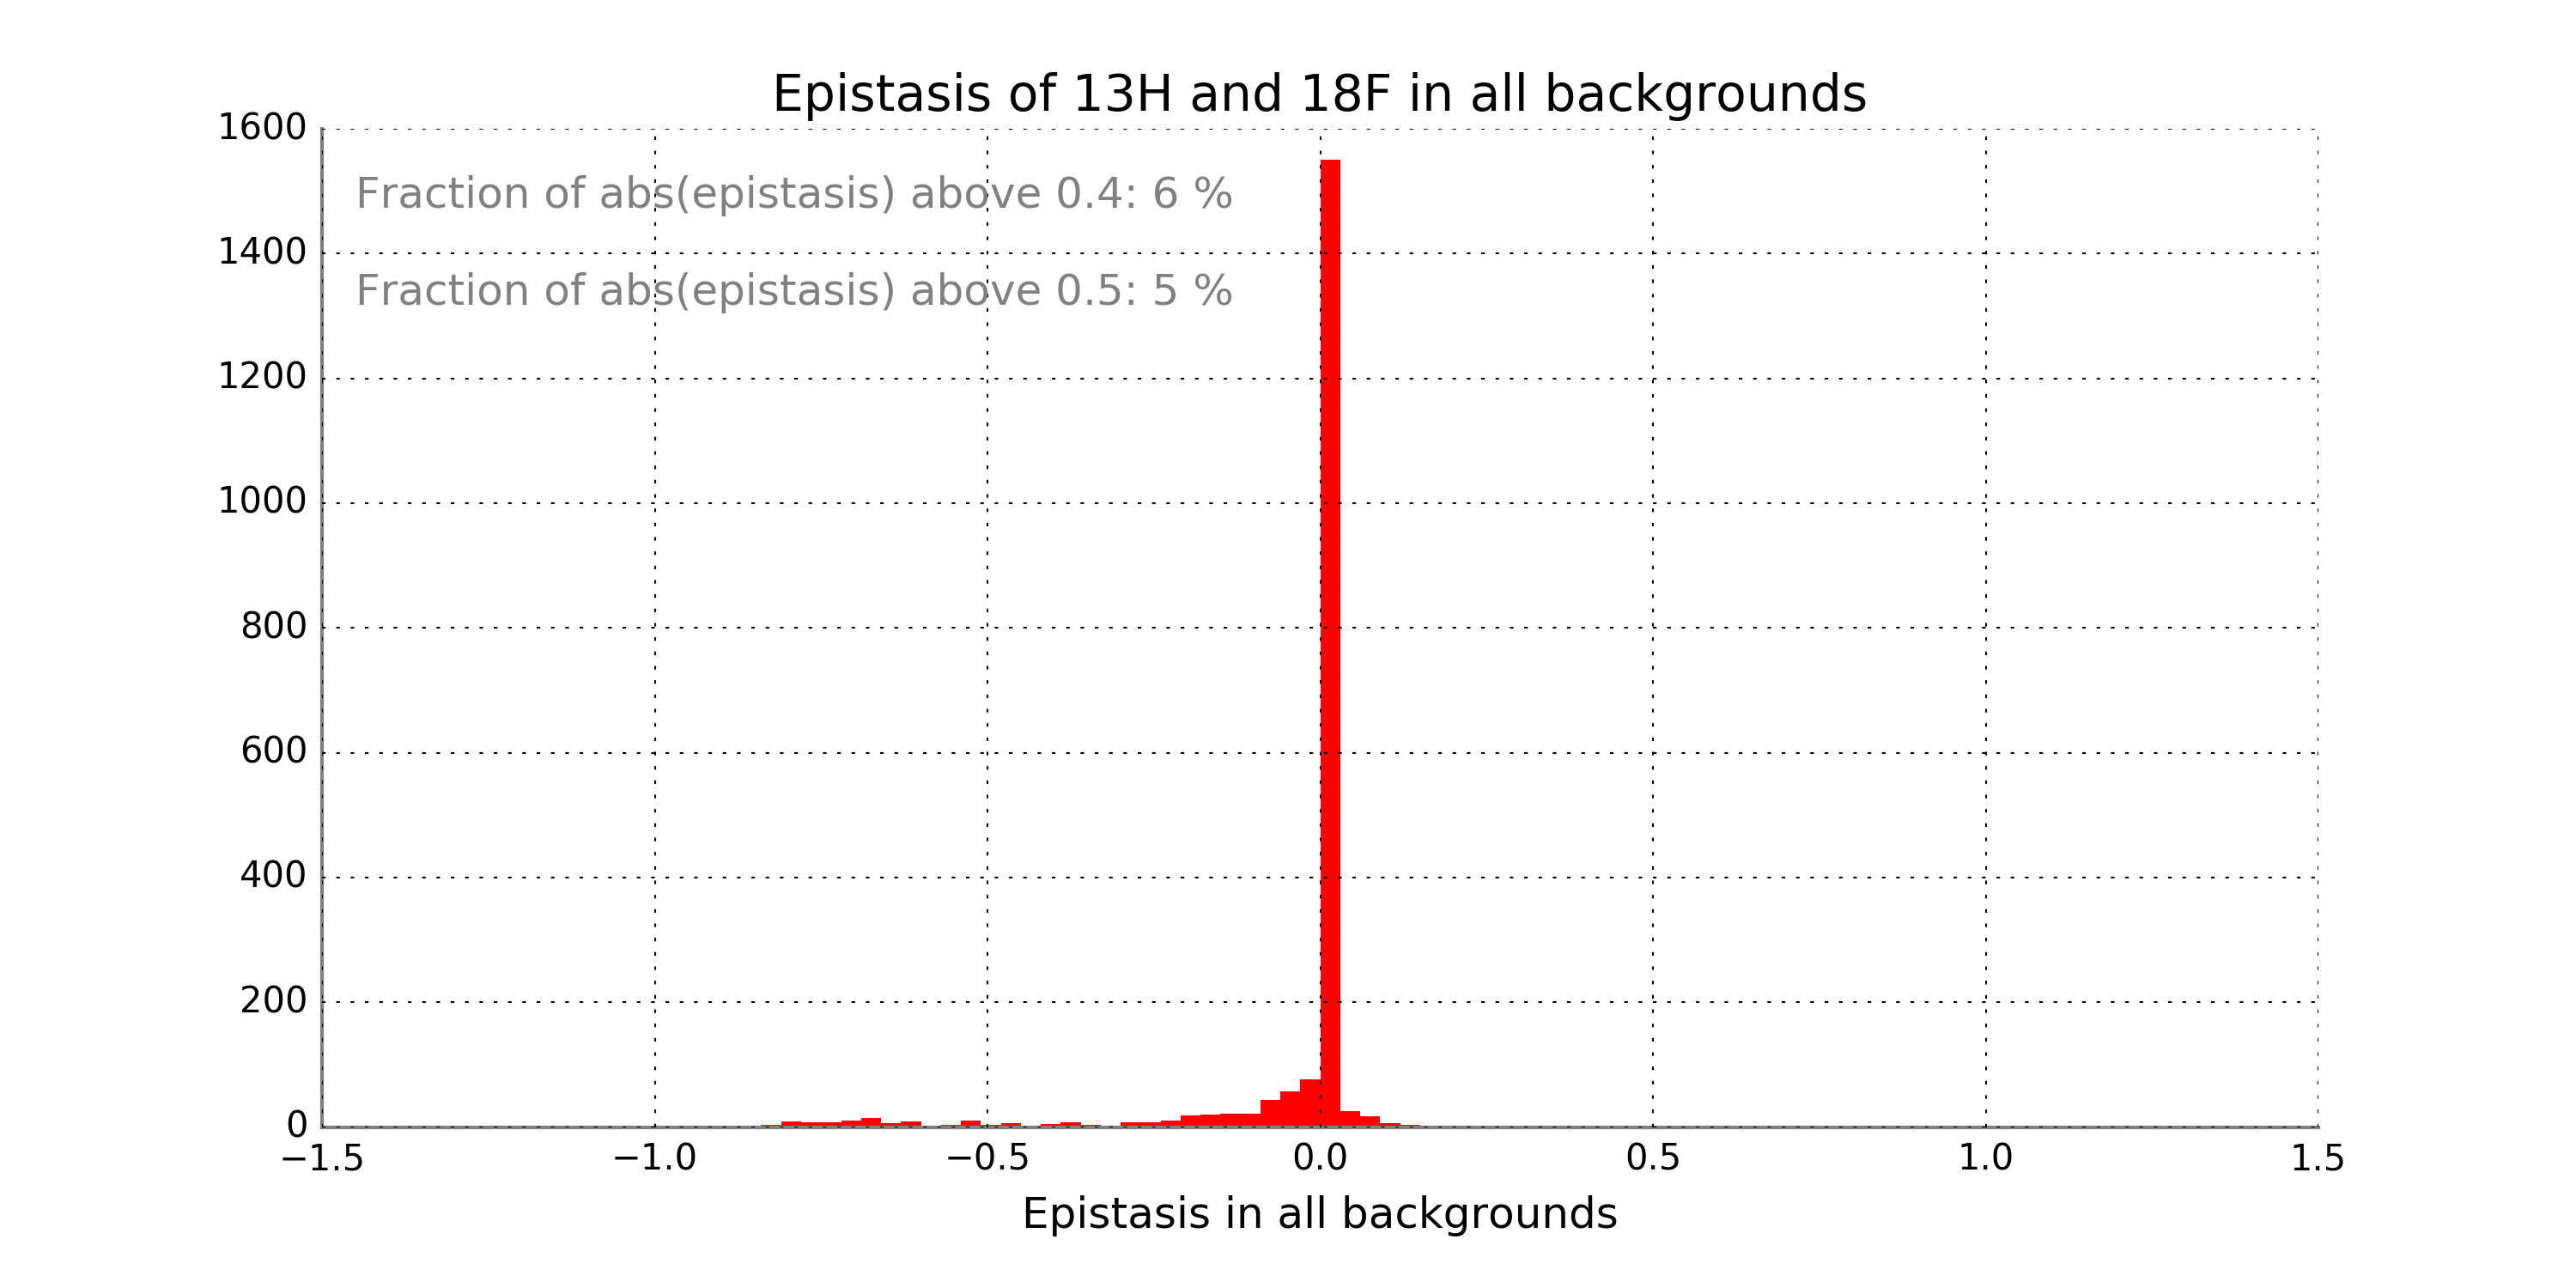 Epistasis of 13H and 18F in all backgrounds
1600
Fraction of abs(epistasis) above 0.4: 6 %
1400
Fraction of abs(epistasis) above 0.5: 5 %
1200
1000
800
600
400
200
0
−1.5 −1.0 −0.5 0.0 0.5 1.0 1.5
Epistasis in all backgrounds